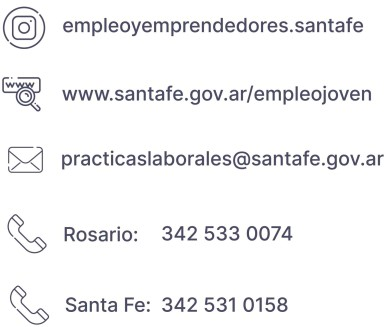 empleoyemprendedores.santafe
www
www.santafe.gov.ar/empleojoven
practicaslaborales@santafe.gov.ar
Rosario: 342 533 0074
Santa Fe: 342 531 0158